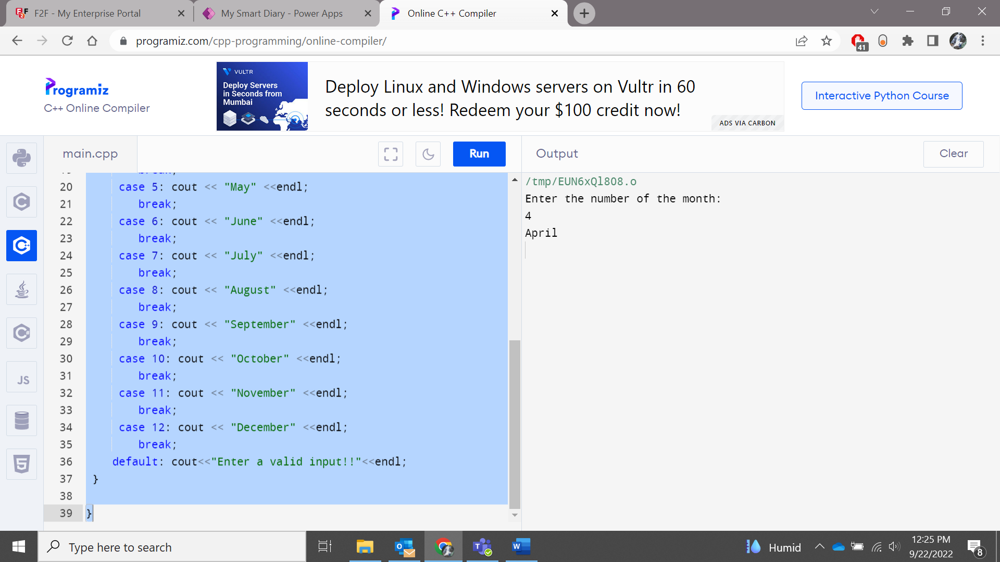 F2F - My Enterprise Portal
My Smart Diary - Power Apps
Online C++ Compiler
programiz.com/cpp-programming/online-compiler/
41
Programiz
C++ Online Compiler
VULTR
Deploy Servers
in Seconds from
Mumbai
Deploy Linux and Windows servers on Vultr in 60
seconds or less! Redeem your $100 credit now!
ADS VIA CARBON
Interactive Python Course
main.cpp
Run
Output
Clear
20 case 5: cout << "May" <<endl;
21 break;
22 case 6: cout << "June" <<endl;
23 break;
24 case 7: cout << "July" <<endl;
25 break;
26 case 8: cout << "August" <<endl;
27 break;
28 case 9: cout << "September" <<endl;
29 break;
30 case 10: cout << "October" <<endl;
31 break;
32 case 11: cout << "November" <<endl;
33 break;
34 case 12: cout << "December" <<endl;
35 break;
36 default: cout<<"Enter a valid input!!"<<endl;
37 }
38
39 }
/tmp/EUN6xQl8O8.o
Enter the number of the month:
4
April
JS
Type here to search
Humid
12:25 PM
9/22/2022
8